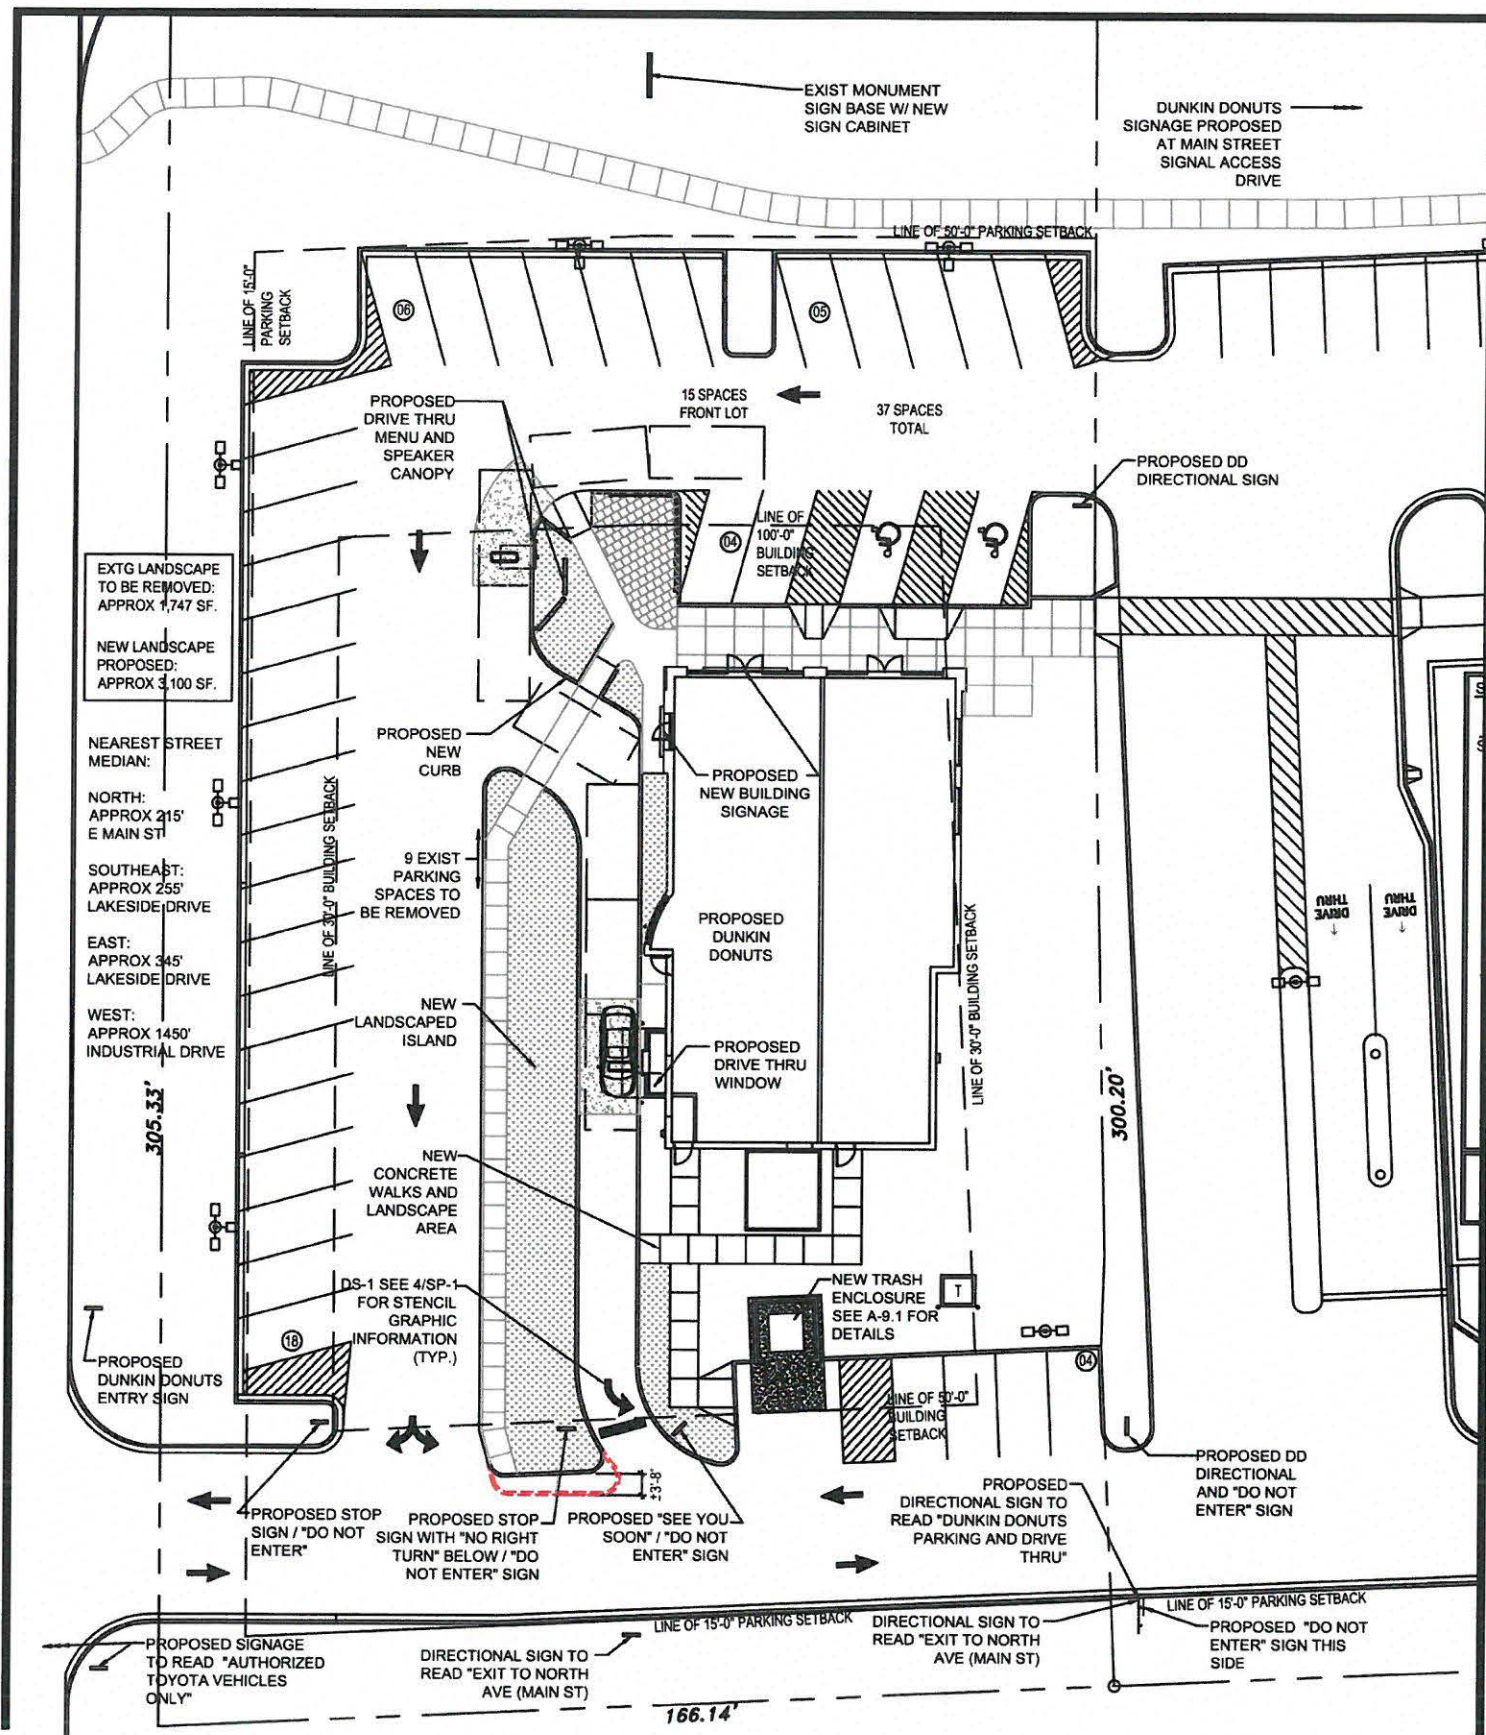 EXIST MONUMENT
SIGN BASE W/ NEW
SIGN CABINET
DUNKIN DONUTS
SIGNAGE PROPOSED
AT MAIN STREET
SIGNAL ACCESS
DRIVE
LINE OF 50'-0" PARKING SETBACK
LINE OF 15'-0"
PARKING
SETBACK
06
05
15 SPACES
FRONT LOT
37 SPACES
TOTAL
PROPOSED
DRIVE THRU
MENU AND
SPEAKER
CANOPY
PROPOSED DD
DIRECTIONAL SIGN
LINE OF
100'-0"
BUILDING
SETBACK
04
EXTG LANDSCAPE
TO BE REMOVED:
APPROX 1,747 SF.
NEW LANDSCAPE
PROPOSED:
APPROX 3,100 SF.
NEAREST STREET
MEDIAN:
NORTH:
APPROX 215'
E MAIN ST
SOUTHEAST:
APPROX 255'
LAKESIDE DRIVE
EAST:
APPROX 345'
LAKESIDE DRIVE
WEST:
APPROX 1450'
INDUSTRIAL DRIVE
PROPOSED
NEW
CURB
PROPOSED
NEW BUILDING
SIGNAGE
LINE OF 30'-0" BUILDING SETBACK
9 EXIST
PARKING
SPACES TO
BE REMOVED
PROPOSED
DUNKIN
DONUTS
DRIVE
THRU
DRIVE
THRU
NEW
LANDSCAPED
ISLAND
PROPOSED
DRIVE THRU
WINDOW
LINE OF 30'-0" BUILDING SETBACK
305.33'
300.20'
NEW
CONCRETE
WALKS AND
LANDSCAPE
AREA
DS-1 SEE 4/SP-1
FOR STENCIL
GRAPHIC
INFORMATION
(TYP.)
NEW TRASH
ENCLOSURE
SEE A-9.1 FOR
DETAILS
T
18
04
PROPOSED
DUNKIN DONUTS
ENTRY SIGN
LINE OF 50'-0"
BUILDING
SETBACK
±3'-8"
PROPOSED STOP
SIGN / "DO NOT
ENTER"
PROPOSED STOP
SIGN WITH "NO RIGHT
TURN" BELOW / "DO
NOT ENTER" SIGN
PROPOSED "SEE YOU
SOON" / "DO NOT
ENTER" SIGN
PROPOSED
DIRECTIONAL SIGN TO
READ "DUNKIN DONUTS
PARKING AND DRIVE
THRU"
PROPOSED DD
DIRECTIONAL
AND "DO NOT
ENTER" SIGN
LINE OF 15'-0" PARKING SETBACK
LINE OF 15'-0" PARKING SETBACK
PROPOSED SIGNAGE
TO READ "AUTHORIZED
TOYOTA VEHICLES
ONLY"
DIRECTIONAL SIGN TO
READ "EXIT TO NORTH
AVE (MAIN ST)
DIRECTIONAL SIGN TO
READ "EXIT TO NORTH
AVE (MAIN ST)
PROPOSED "DO NOT
ENTER" SIGN THIS
SIDE
166.14'